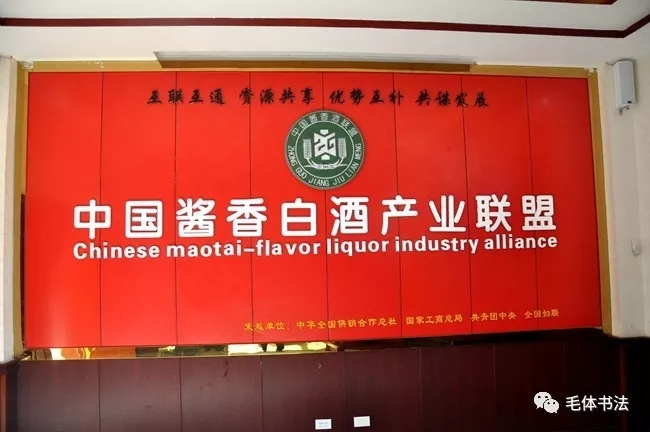 互联互通 资源共享 优势互补 共谋发展
中国酱香酒联盟
ZHONG GUO JIANG JIU LIAN MENG
中国酱香白酒产业联盟
Chinese maotai-flavor liquor industry alliance
发起单位：中华全国供销合作总社 国家工商总局 共青团中央 全国妇联
毛体书法